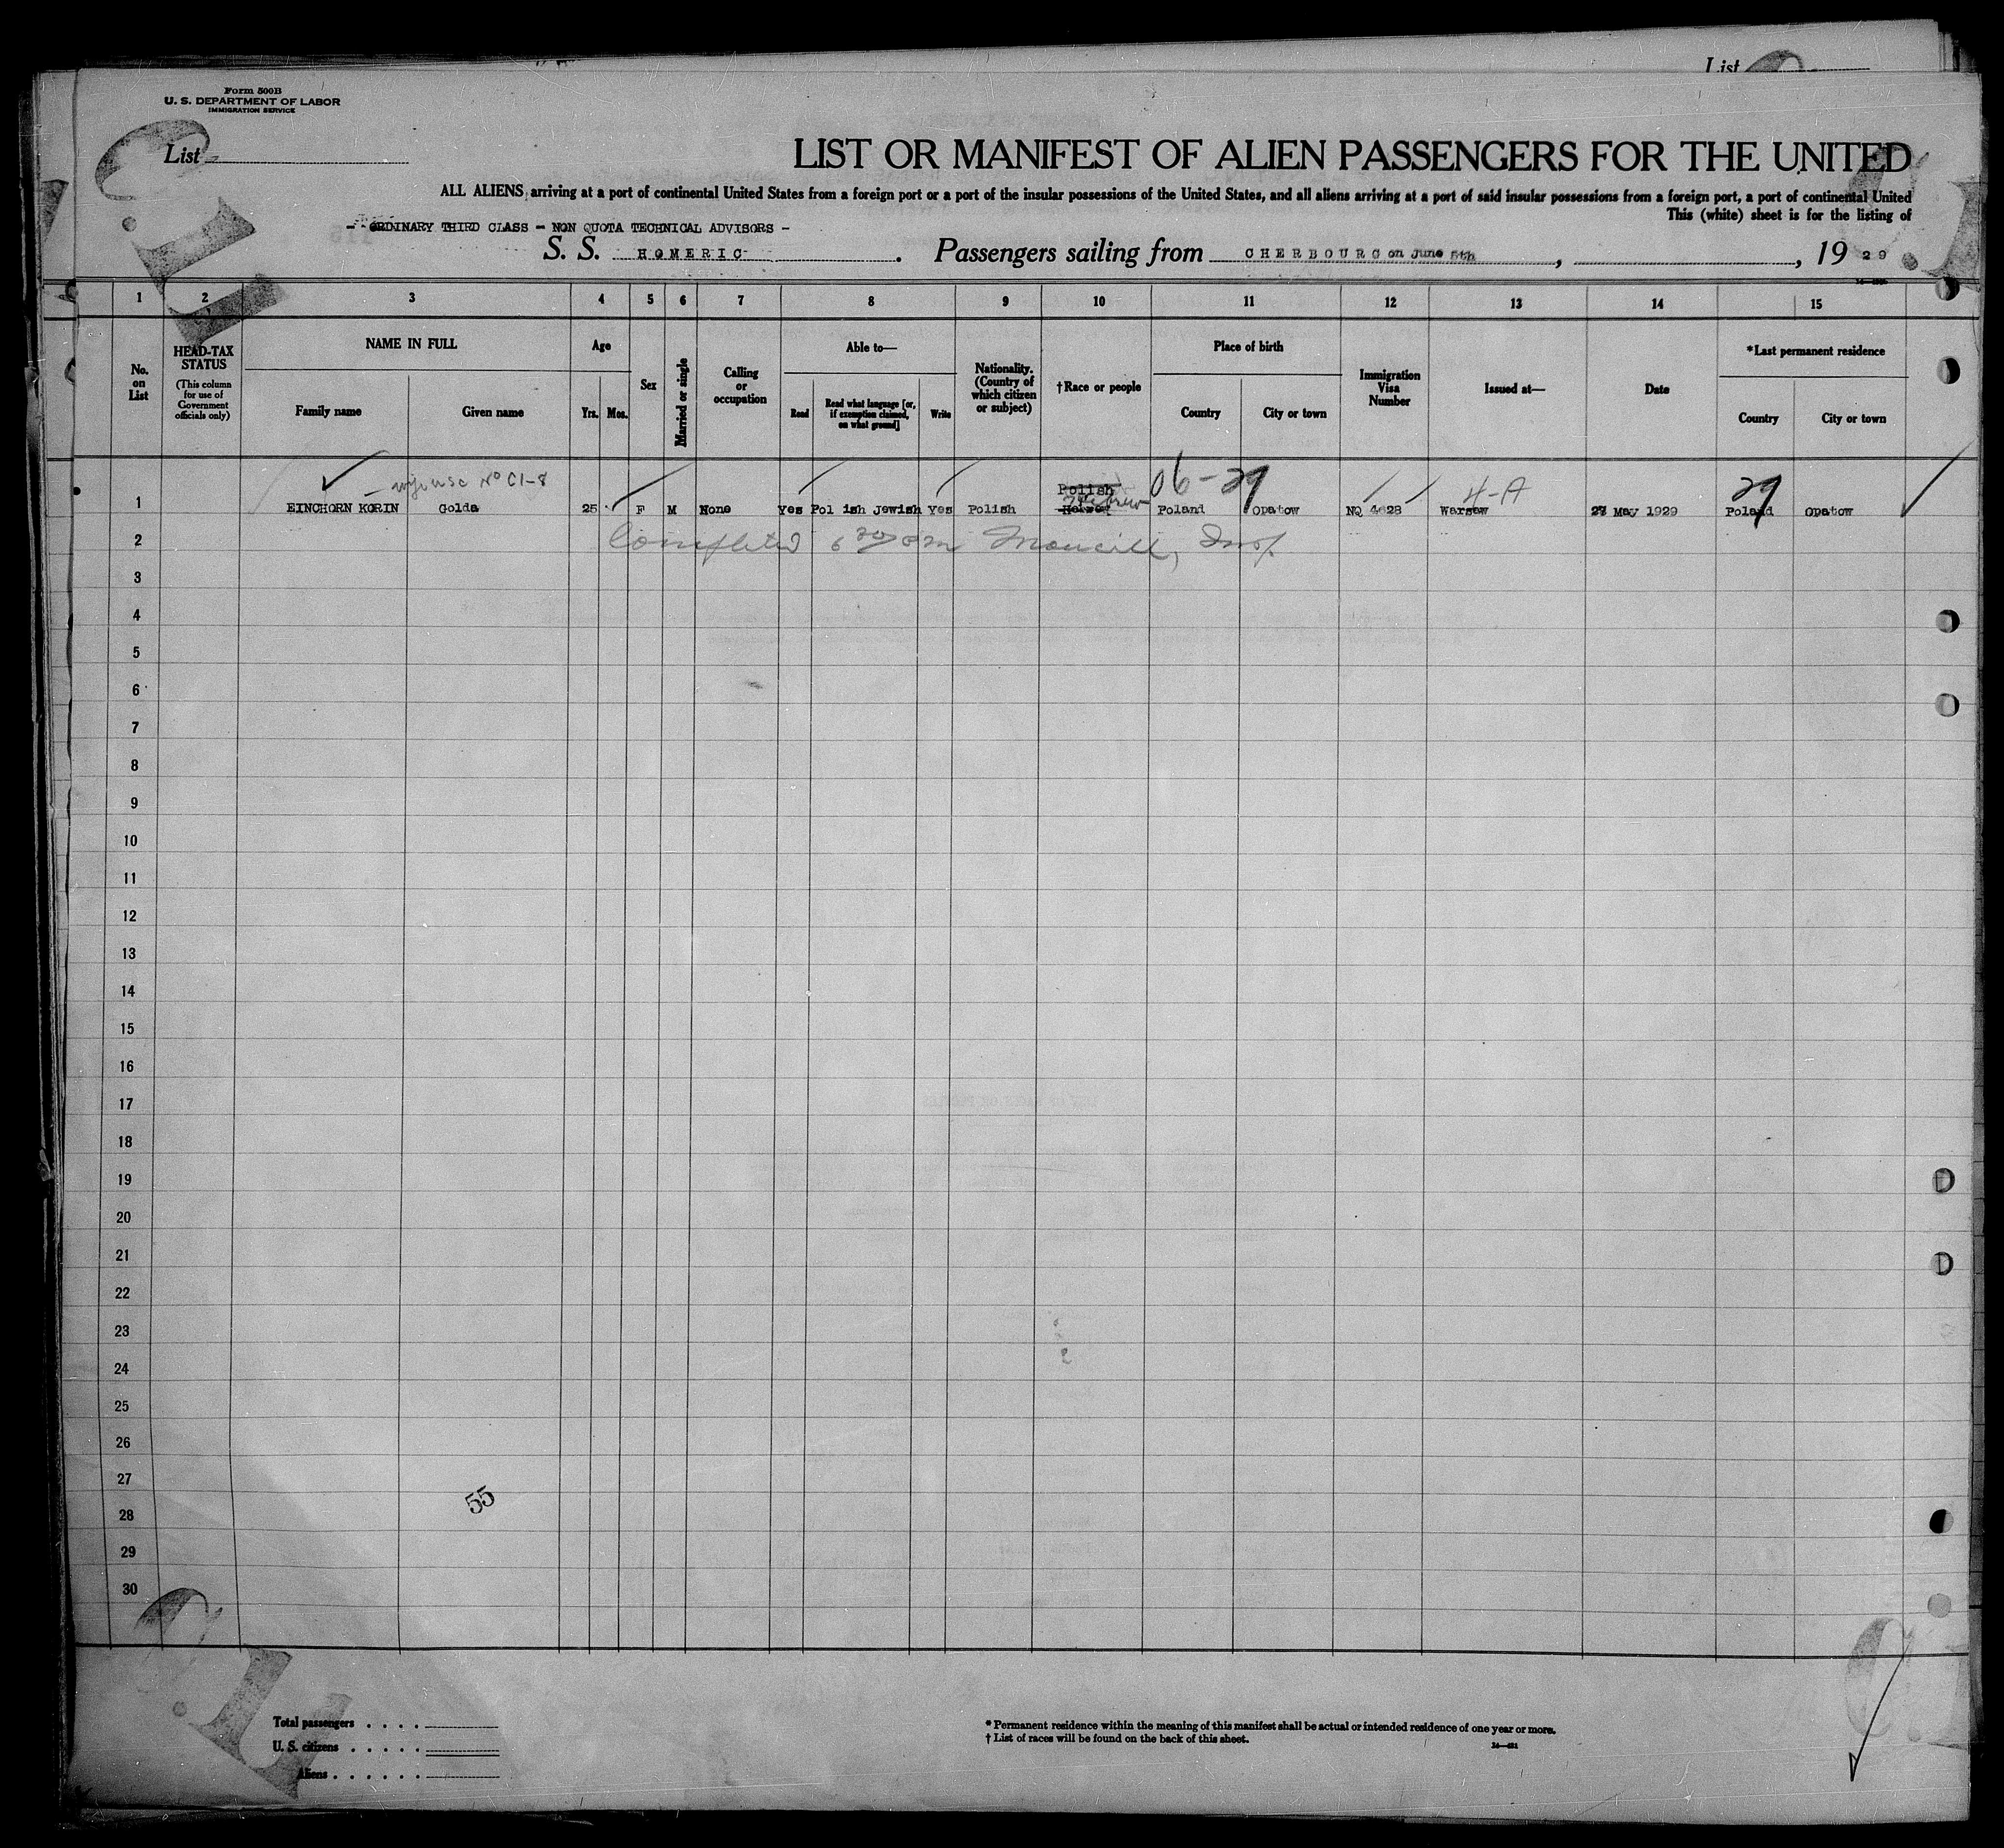 List
Form 500B
U. S. DEPARTMENT OF LABOR
IMMIGRATION SERVICE
List
LIST OR MANIFEST OF ALIEN PASSENGERS FOR THE UNITED
ALL ALIENS arriving at a port of continental United States from a foreign port or a port of the insular possessions of the United States, and all aliens arriving at a port of said insular possessions from a foreign port, a port of continental United
This (white) sheet is for the listing of
- ORDINARY THIRD CLASS - NON QUOTA TECHNICAL ADVISORS -
S. S. HOMERIC. Passengers sailing from CHERBOURG on June 5th, , 1929
1 2 3 4 5 6 7 8 9 10 11 12 13 14 15
No. on List
HEAD-TAX STATUS (This column for use of Government officials only)
NAME IN FULL
Family name Given name
Age
Yrs. Mos.
Sex
Married or single
Calling or occupation
Able to—
Read Read what language [or, if exemption claimed, on what ground] Write
Nationality. (Country of which citizen or subject)
†Race or people
Place of birth
Country City or town
Immigration Visa Number
Issued at—
Date
*Last permanent residence
Country City or town
No C1-8 06-29 4-A 29
Polish
Hebrew
1 EINCHORN KORIN Golda 25 F M None Yes Pol ish Jewish Yes Polish Hebrew Poland Opatow NQ 4628 Warsaw 27 May 1929 Poland Opatow
2 Completed
3
4
5
6
7
8
9
10
11
12
13
14
15
16
17
18
19
20
21
22
23
24
25
26
27
55
28
29
30
Total passengers . . . .
U. S. citizens . . . . .
Aliens . . . . . .
* Permanent residence within the meaning of this manifest shall be actual or intended residence of one year or more.
† List of races will be found on the back of this sheet.